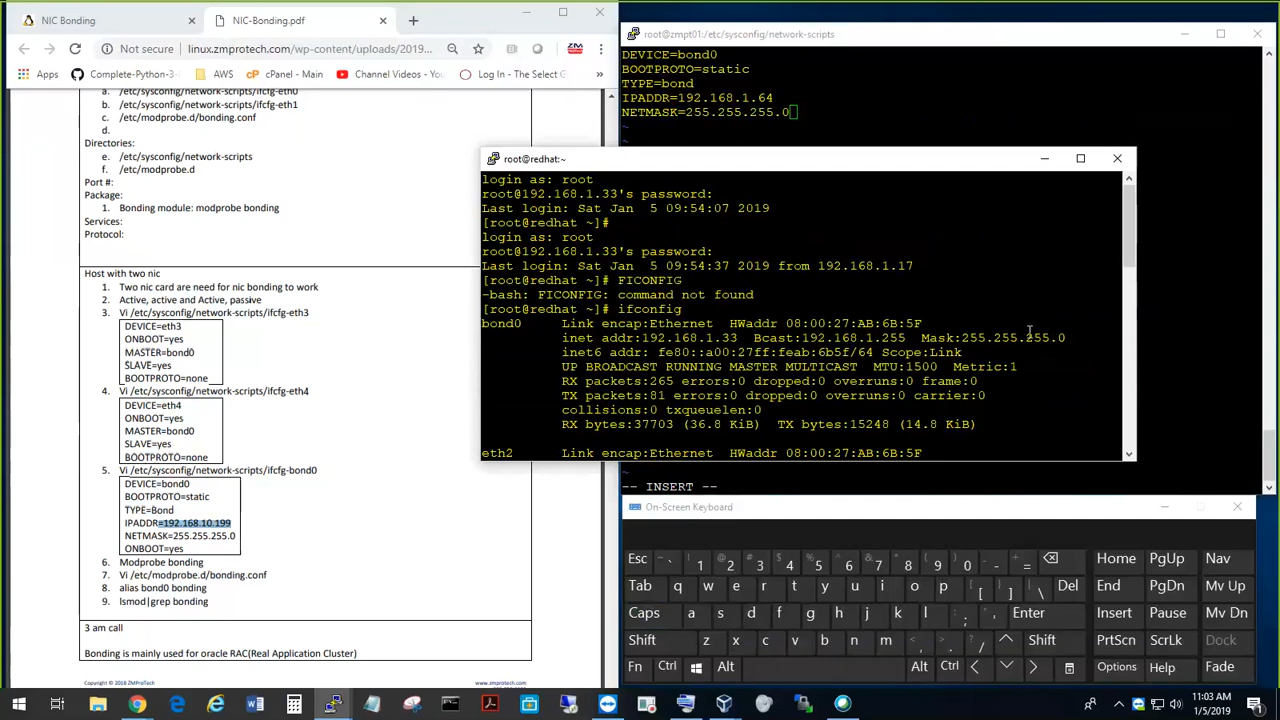 NIC Bonding
NIC-Bonding.pdf
Not secure
linux.zmprotech.com/wp-content/uploads/2019...
Apps
Complete-Python-3-
AWS
cPanel - Main
Channel Videos
Log In - The Select G
»
a. /etc/sysconfig/network-scripts/ifcfg-eth0
b. /etc/sysconfig/network-scripts/ifcfg-eth1
c. /etc/modprobe.d/bonding.conf
d.
Directories:
e. /etc/sysconfig/network-scripts
f. /etc/modprobe.d
Port #:
Package:
1. Bonding module: modprobe bonding
Services:
Protocol:
Host with two nic
1. Two nic card are need for nic bonding to work
2. Active, active and Active, passive
3. Vi /etc/sysconfig/network-scripts/ifcfg-eth3
DEVICE=eth3
ONBOOT=yes
MASTER=bond0
SLAVE=yes
BOOTPROTO=none
4. Vi /etc/sysconfig/network-scripts/ifcfg-eth4
DEVICE=eth4
ONBOOT=yes
MASTER=bond0
SLAVE=yes
BOOTPROTO=none
5. Vi /etc/sysconfig/network-scripts/ifcfg-bond0
DEVICE=bond0
BOOTPROTO=static
TYPE=Bond
IPADDR=192.168.10.199
NETMASK=255.255.255.0
ONBOOT=yes
6. Modprobe bonding
7. Vi /etc/modprobe.d/bonding.conf
8. alias bond0 bonding
9. lsmod|grep bonding
3 am call
Bonding is mainly used for oracle RAC(Real Application Cluster)
Copyright © 2018 ZMProTech
www.zmprotech.com
root@zmpt01:/etc/sysconfig/network-scripts
DEVICE=bond0
BOOTPROTO=static
TYPE=bond
IPADDR=192.168.1.64
NETMASK=255.255.255.0
~
root@redhat:~
login as: root
root@192.168.1.33's password:
Last login: Sat Jan  5 09:54:07 2019
[root@redhat ~]#
login as: root
root@192.168.1.33's password:
Last login: Sat Jan  5 09:54:37 2019 from 192.168.1.17
[root@redhat ~]# FICONFIG
-bash: FICONFIG: command not found
[root@redhat ~]# ifconfig
bond0     Link encap:Ethernet  HWaddr 08:00:27:AB:6B:5F
inet addr:192.168.1.33  Bcast:192.168.1.255  Mask:255.255.255.0
inet6 addr: fe80::a00:27ff:feab:6b5f/64 Scope:Link
UP BROADCAST RUNNING MASTER MULTICAST  MTU:1500  Metric:1
RX packets:265 errors:0 dropped:0 overruns:0 frame:0
TX packets:81 errors:0 dropped:0 overruns:0 carrier:0
collisions:0 txqueuelen:0
RX bytes:37703 (36.8 KiB)  TX bytes:15248 (14.8 KiB)
eth2      Link encap:Ethernet  HWaddr 08:00:27:AB:6B:5F
~
-- INSERT --
On-Screen Keyboard
Esc ~ ` ! 1 @ 2 # 3 $ 4 % 5 ^ 6 & 7 * 8 ( 9 ) 0 _ - + = Home PgUp Nav
Tab q w e r t y u i o p { [ } ] | \ Del End PgDn Mv Up
Caps a s d f g h j k l : ; " ' Enter Insert Pause Mv Dn
Shift z x c v b n m < , > . ? / Shift PrtScn ScrLk Dock
Fn Ctrl Alt Alt Ctrl Options Help Fade
11:03 AM
1/5/2019